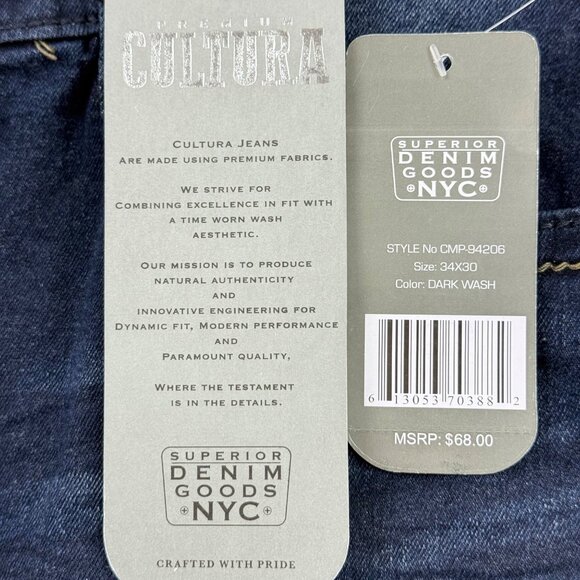 PREMIUM
CULTURA
CULTURA JEANS
ARE MADE USING PREMIUM FABRICS.
WE STRIVE FOR
COMBINING EXCELLENCE IN FIT WITH
A TIME WORN WASH
AESTHETIC.
OUR MISSION IS TO PRODUCE
NATURAL AUTHENTICITY
AND
INNOVATIVE ENGINEERING FOR
DYNAMIC FIT, MODERN PERFORMANCE
AND
PARAMOUNT QUALITY,
WHERE THE TESTAMENT
IS IN THE DETAILS.
SUPERIOR
DENIM
GOODS
NYC
CRAFTED WITH PRIDE
SUPERIOR
DENIM
GOODS
NYC
STYLE No CMP-94206
Size: 34X30
Color: DARK WASH
6 13053 70388 2
MSRP: $68.00